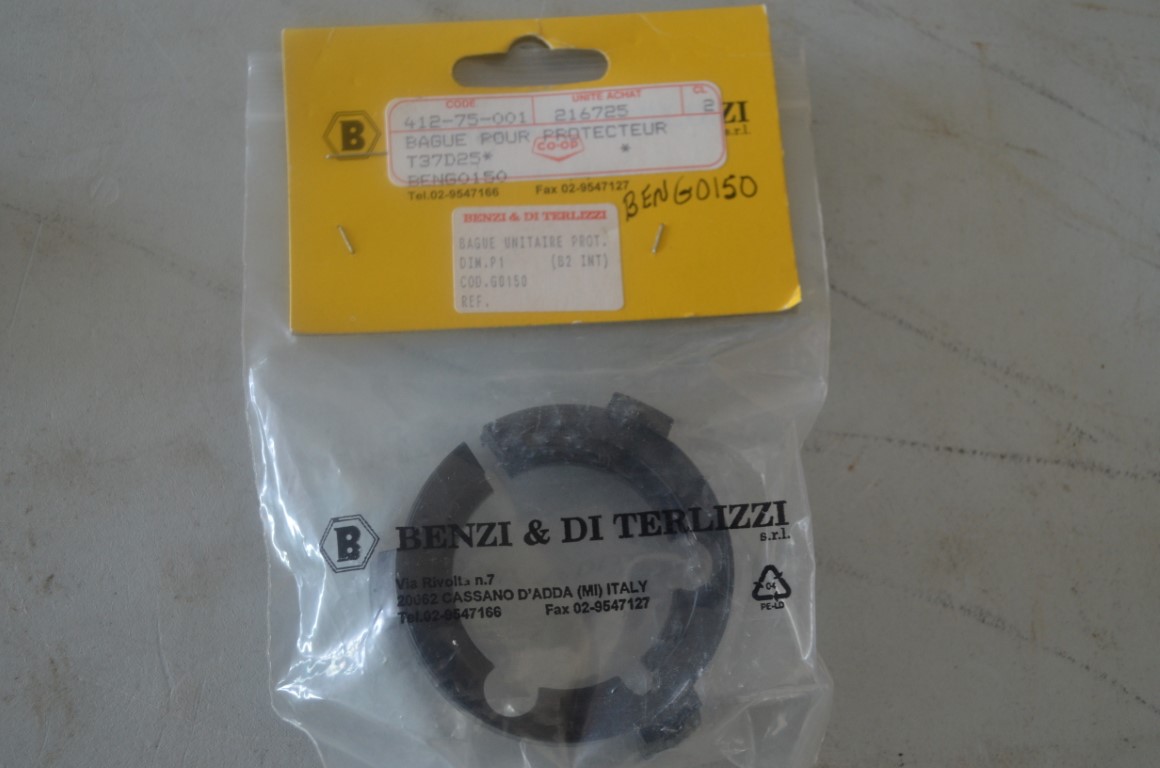 CODE UNITE ACHAT CL
412-75-001 216725 2
BAGUE POUR PROTECTEUR
CO-OP
T37D25* *
BENG0150
B ZI
s.r.l.
Tel.02-9547166 Fax 02-9547127
BENG0150
BENZI & DI TERLIZZI
BAGUE UNITAIRE PROT.
DIM.P1 (82 INT)
COD.G0150
REF.
B BENZI & DI TERLIZZI
s.r.l.
Via Rivolta n.7
20062 CASSANO D'ADDA (MI) ITALY
Tel.02-9547166 Fax 02-9547127
04
PE-LD